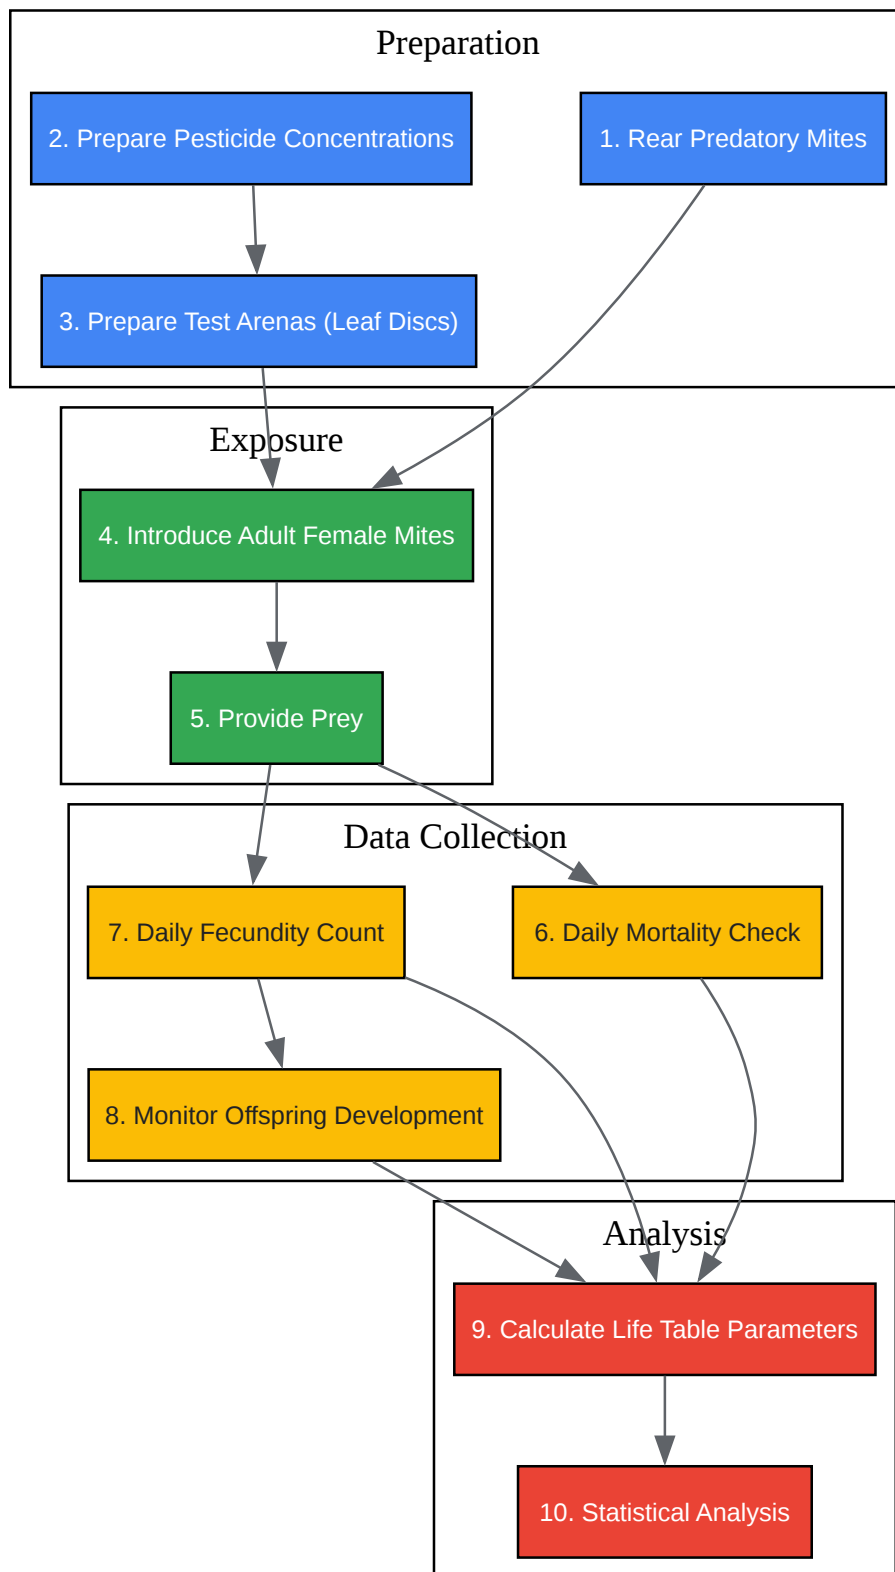 Preparation
2. Prepare Pesticide Concentrations
1. Rear Predatory Mites
3. Prepare Test Arenas (Leaf Discs)
Exposure
4. Introduce Adult Female Mites
5. Provide Prey
Data Collection
7. Daily Fecundity Count
6. Daily Mortality Check
8. Monitor Offspring Development
Analysis
9. Calculate Life Table Parameters
10. Statistical Analysis